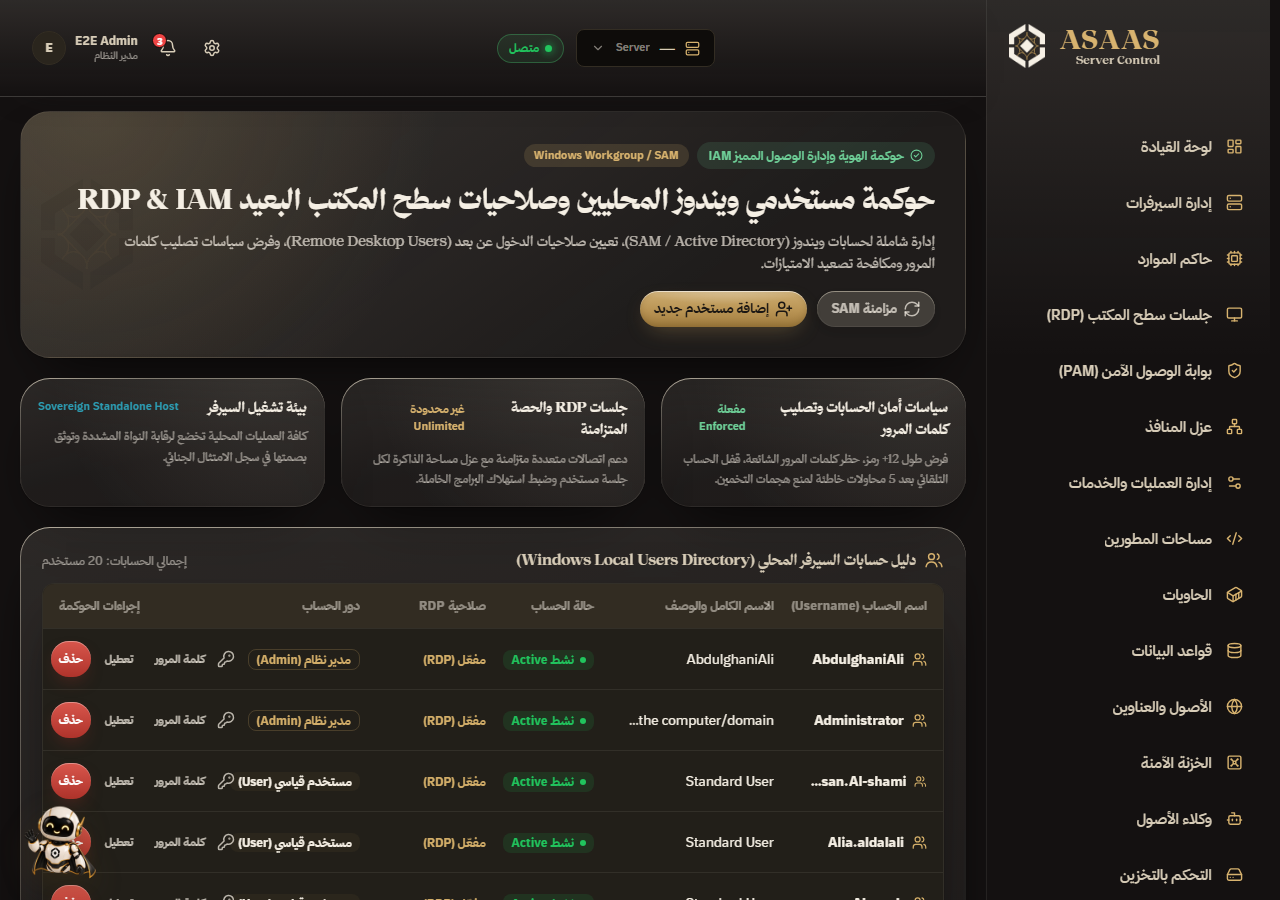 ASAAS
Server Control
Server —
متصل
3
E2E Admin
مدير النظام
E
لوحة القيادة
إدارة السيرفرات
حاكم الموارد
جلسات سطح المكتب (RDP)
بوابة الوصول الآمن (PAM)
عزل المنافذ
إدارة العمليات والخدمات
مساحات المطورين
الحاويات
قواعد البيانات
الأصول والعناوين
الخزنة الآمنة
وكلاء الأصول
التحكم بالتخزين
حوكمة الهوية وإدارة الوصول المميز IAM
Windows Workgroup / SAM
حوكمة مستخدمي ويندوز المحليين وصلاحيات سطح المكتب البعيد RDP & IAM
إدارة شاملة لحسابات ويندوز (SAM / Active Directory)، تعيين صلاحيات الدخول عن بعد (Remote Desktop Users)، وفرض سياسات تصليب كلمات
المرور ومكافحة تصعيد الامتيازات.
مزامنة SAM
إضافة مستخدم جديد
سياسات أمان الحسابات وتصليب
كلمات المرور
مفعلة
Enforced
فرض طول 12+ رمز، حظر كلمات المرور الشائعة، قفل الحساب
التلقائي بعد 5 محاولات خاطئة لمنع هجمات التخمين.
جلسات RDP والحصة
المتزامنة
غير محدودة
Unlimited
دعم اتصالات متعددة متزامنة مع عزل مساحة الذاكرة لكل
جلسة مستخدم وضبط استهلاك البرامج الخاملة.
بيئة تشغيل السيرفر
Sovereign Standalone Host
كافة العمليات المحلية تخضع لرقابة النواة المشددة وتوثق
بصمتها في سجل الامتثال الجنائي.
دليل حسابات السيرفر المحلي (Windows Local Users Directory)
إجمالي الحسابات: 20 مستخدم
اسم الحساب (Username) الاسم الكامل والوصف حالة الحساب صلاحية RDP دور الحساب إجراءات الحوكمة
AbdulghaniAli AbdulghaniAli نشط Active مفعّل (RDP) مدير نظام (Admin) كلمة المرور تعطيل حذف
Administrator ...the computer/domain نشط Active مفعّل (RDP) مدير نظام (Admin) كلمة المرور تعطيل حذف
...san.Al-shami Standard User نشط Active مفعّل (RDP) مستخدم قياسي (User) كلمة المرور تعطيل حذف
Alia.aldalali Standard User نشط Active مفعّل (RDP) مستخدم قياسي (User) كلمة المرور تعطيل